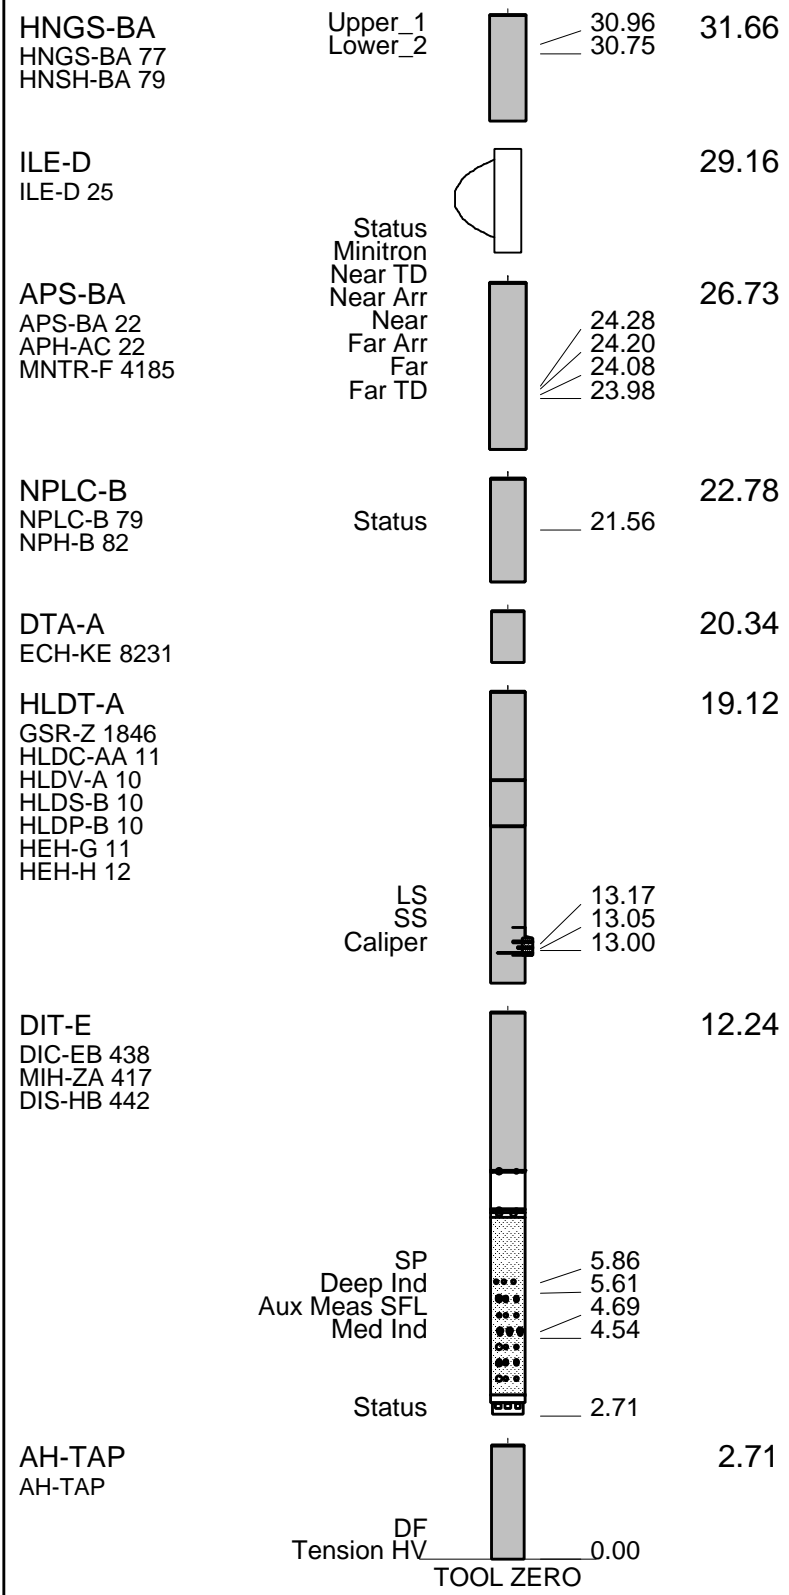 HNGS-BA Upper_1 30.96 31.66
HNGS-BA 77 Lower_2 30.75
HNSH-BA 79
ILE-D 29.16
ILE-D 25
Status
Minitron
Near TD
APS-BA Near Arr 26.73
APS-BA 22 Near 24.28
APH-AC 22 Far Arr 24.20
MNTR-F 4185 Far 24.08
Far TD 23.98
NPLC-B 22.78
NPLC-B 79 Status 21.56
NPH-B 82
DTA-A 20.34
ECH-KE 8231
HLDT-A 19.12
GSR-Z 1846
HLDC-AA 11
HLDV-A 10
HLDS-B 10
HLDP-B 10
HEH-G 11
HEH-H 12
LS 13.17
SS 13.05
Caliper 13.00
DIT-E 12.24
DIC-EB 438
MIH-ZA 417
DIS-HB 442
SP 5.86
Deep Ind 5.61
Aux Meas SFL 4.69
Med Ind 4.54
Status 2.71
AH-TAP 2.71
AH-TAP
DF
Tension HV 0.00
TOOL ZERO